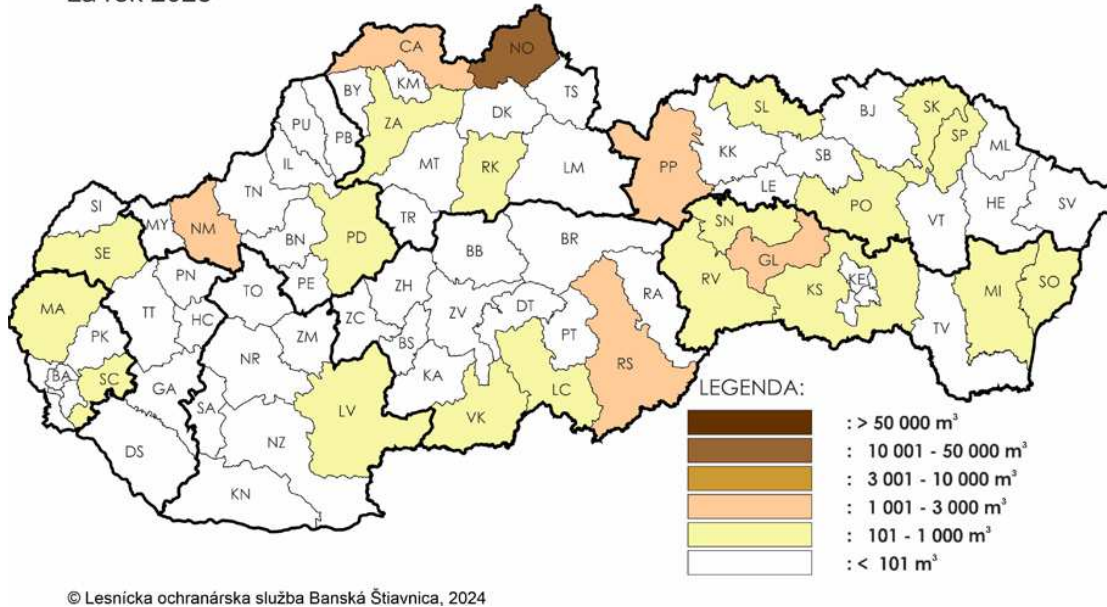 za rok 2023
CA
NO
BY
KM
TS
PU
PB
ZA
DK
SL
BJ
SK
SP
ML
IL
MT
RK
LM
PP
KK
SB
LE
SI
MY
NM
TN
TR
PO
VT
HE
SV
SE
BN
PD
BB
BR
SN
GL
PN
PE
RV
KS
KE
MI
SO
MA
TT
HC
TO
ZH
ZC
ZV
DT
RA
PK
NR
ZM
BS
PT
TV
BA
SC
GA
SA
KA
RS
LV
VK
LC
DS
NZ
KN
LEGENDA:
: > 50 000 m³
: 10 001 - 50 000 m³
: 3 001 - 10 000 m³
: 1 001 - 3 000 m³
: 101 - 1 000 m³
: < 101 m³
© Lesnícka ochranárska služba Banská Štiavnica, 2024